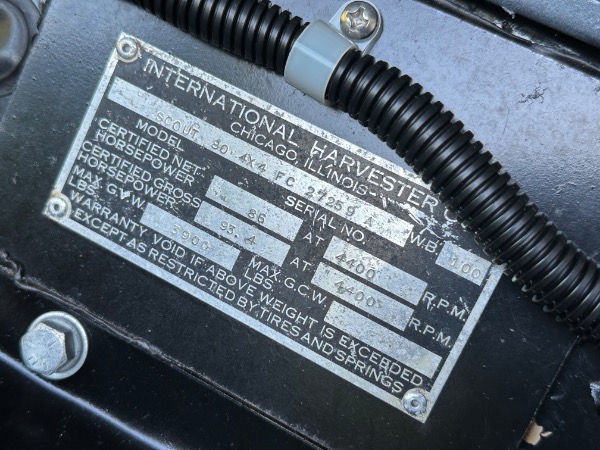 INTERNATIONAL HARVESTER
CHICAGO, ILLINOIS
SCOUT 80 4X4 FC 27259 A W.B. 100
MODEL SERIAL NO.
CERTIFIED NET HORSEPOWER 86 AT 4400 R.P.M.
CERTIFIED GROSS HORSEPOWER 93.4 AT 4400 R.P.M.
MAX. G.V.W. LBS. 3900 MAX. G.C.W. LBS.
WARRANTY VOID IF ABOVE WEIGHT IS EXCEEDED
EXCEPT AS RESTRICTED BY TIRES AND SPRINGS